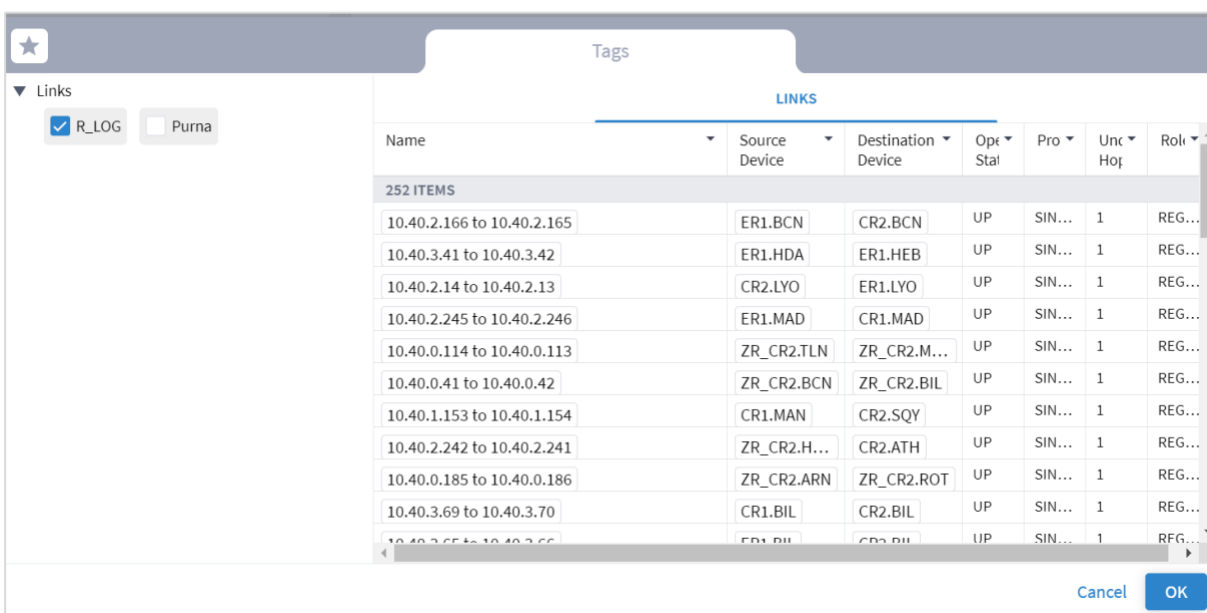 Tags
Links
R_LOG Purna
LINKS
Name Source Device Destination Device Ope Stat Pro Unc Hop Role
252 ITEMS
10.40.2.166 to 10.40.2.165 ER1.BCN CR2.BCN UP SIN... 1 REG...
10.40.3.41 to 10.40.3.42 ER1.HDA ER1.HEB UP SIN... 1 REG...
10.40.2.14 to 10.40.2.13 CR2.LYO ER1.LYO UP SIN... 1 REG...
10.40.2.245 to 10.40.2.246 ER1.MAD CR1.MAD UP SIN... 1 REG...
10.40.0.114 to 10.40.0.113 ZR_CR2.TLN ZR_CR2.M... UP SIN... 1 REG...
10.40.0.41 to 10.40.0.42 ZR_CR2.BCN ZR_CR2.BIL UP SIN... 1 REG...
10.40.1.153 to 10.40.1.154 CR1.MAN CR2.SQY UP SIN... 1 REG...
10.40.2.242 to 10.40.2.241 ZR_CR2.H... CR2.ATH UP SIN... 1 REG...
10.40.0.185 to 10.40.0.186 ZR_CR2.ARN ZR_CR2.ROT UP SIN... 1 REG...
10.40.3.69 to 10.40.3.70 CR1.BIL CR2.BIL UP SIN... 1 REG...
UP SIN... 1 REG...
Cancel OK